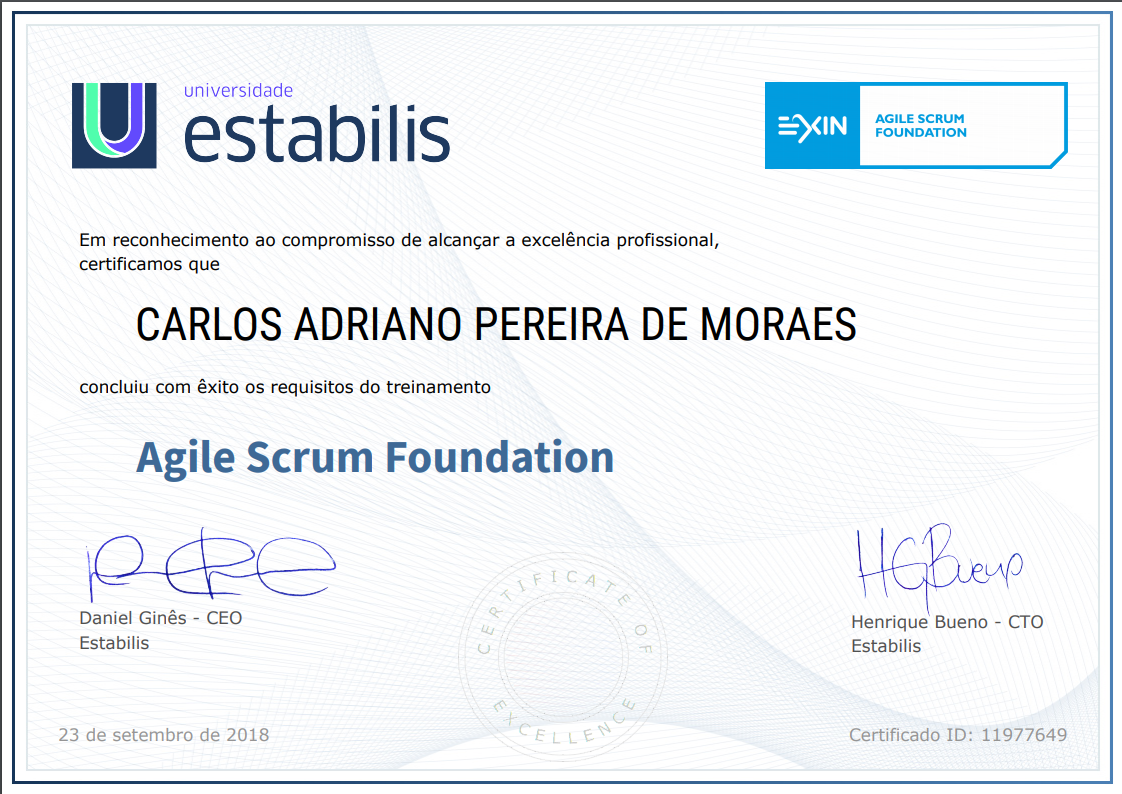 universidade
estabilis
EXIN
AGILE SCRUM
FOUNDATION
Em reconhecimento ao compromisso de alcançar a excelência profissional,
certificamos que
CARLOS ADRIANO PEREIRA DE MORAES
concluiu com êxito os requisitos do treinamento
Agile Scrum Foundation
HGBueno
Daniel Ginês - CEO
Estabilis
Henrique Bueno - CTO
Estabilis
CERTIFICATE OF
EXCELLENCE
23 de setembro de 2018
Certificado ID: 11977649